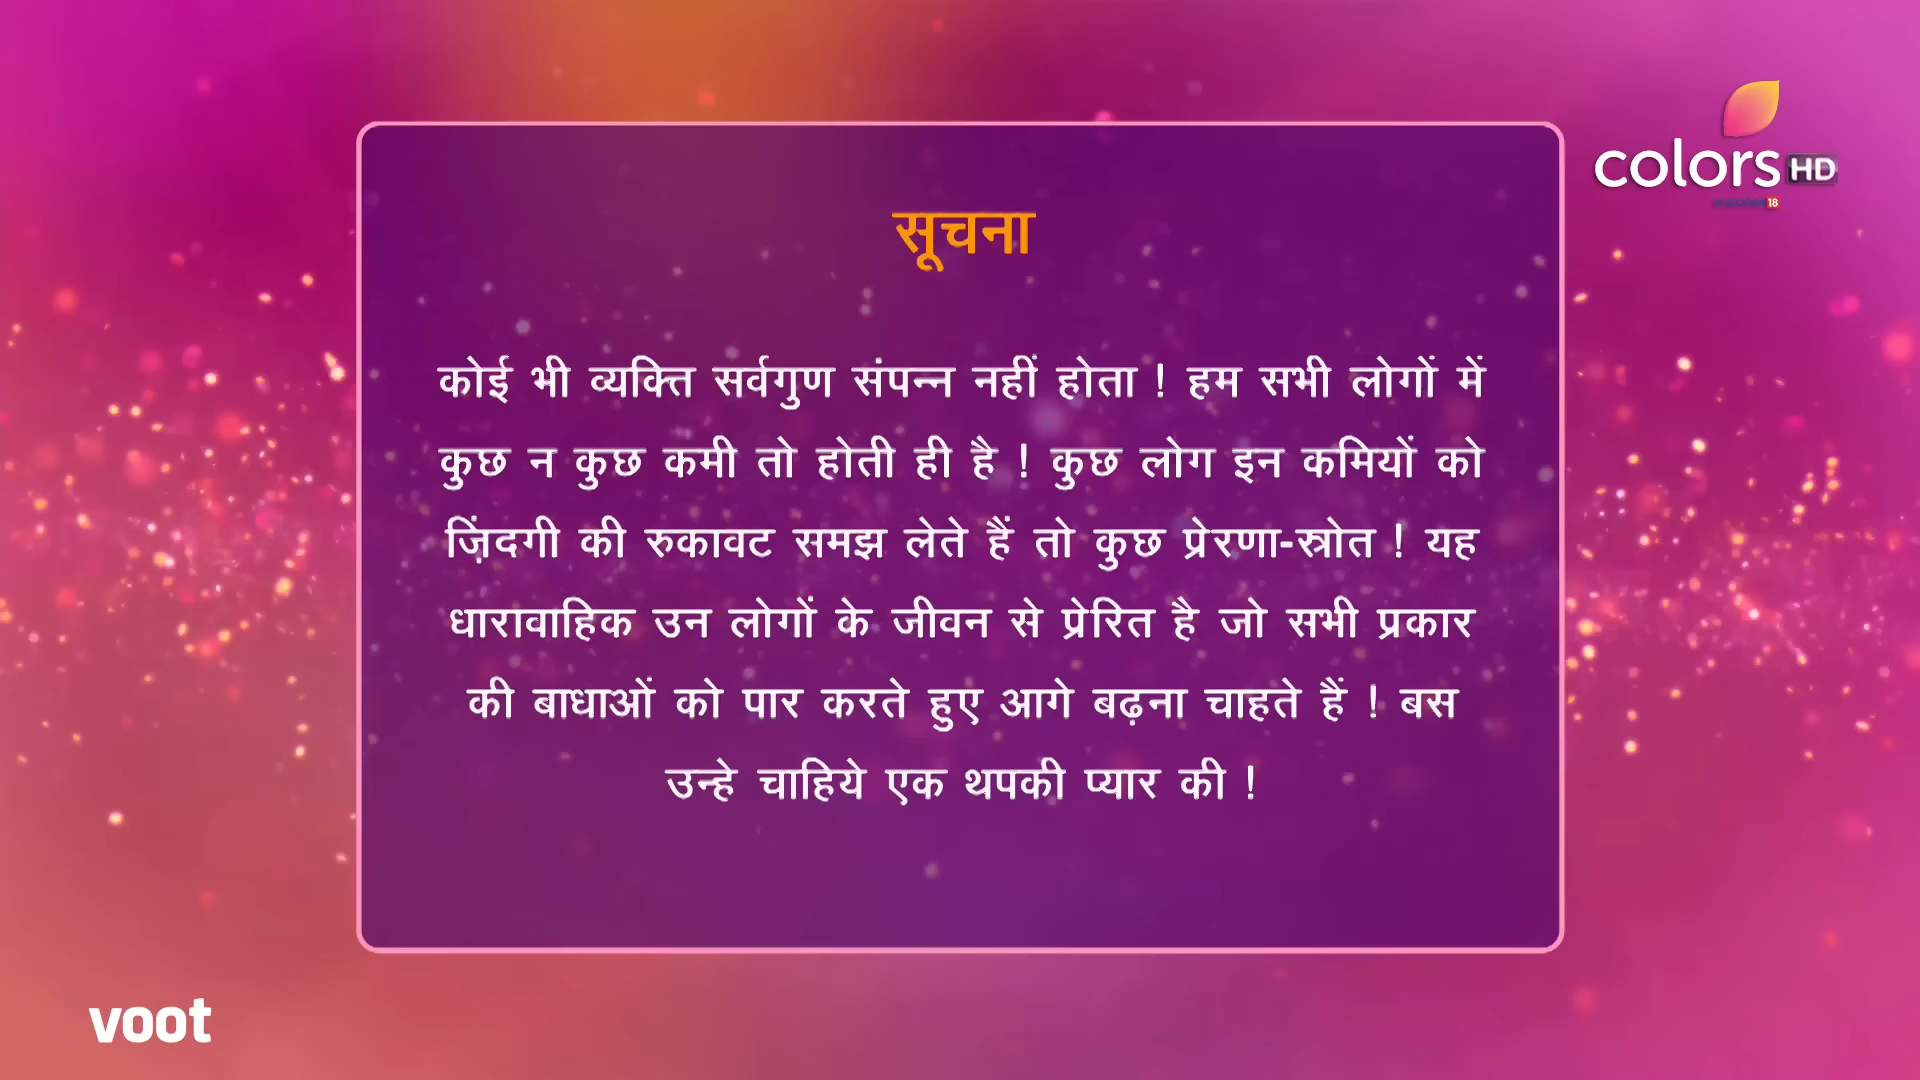 colors HD
18
सूचना
कोई भी व्यक्ति सर्वगुण संपन्न नहीं होता ! हम सभी लोगों में
कुछ न कुछ कमी तो होती ही है ! कुछ लोग इन कमियों को
ज़िंदगी की रुकावट समझ लेते हैं तो कुछ प्रेरणा-स्रोत ! यह
धारावाहिक उन लोगों के जीवन से प्रेरित है जो सभी प्रकार
की बाधाओं को पार करते हुए आगे बढ़ना चाहते हैं ! बस
उन्हे चाहिये एक थपकी प्यार की !
voot